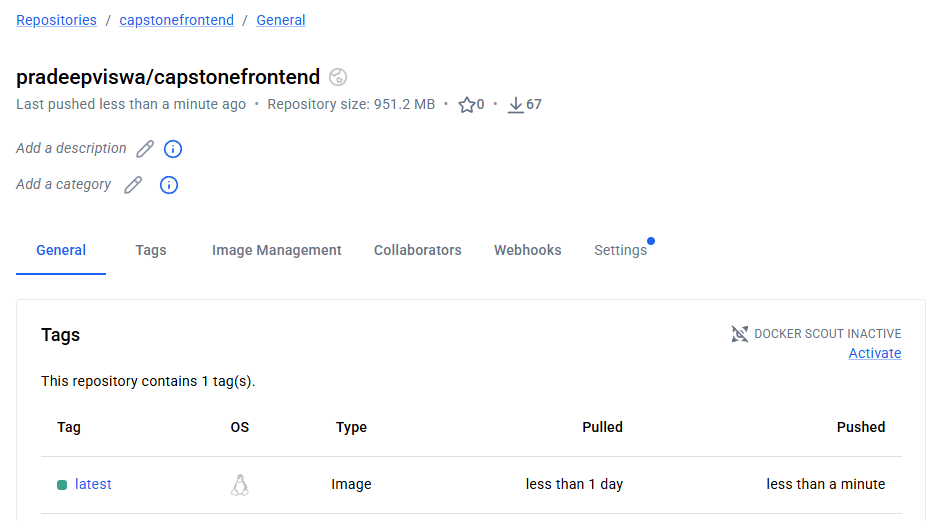 Repositories / capstonefrontend / General
pradeepviswa/capstonefrontend
Last pushed less than a minute ago • Repository size: 951.2 MB • 0 • 67
Add a description
Add a category
General Tags Image Management Collaborators Webhooks Settings
Tags
DOCKER SCOUT INACTIVE
Activate
This repository contains 1 tag(s).
Tag OS Type Pulled Pushed
latest Image less than 1 day less than a minute